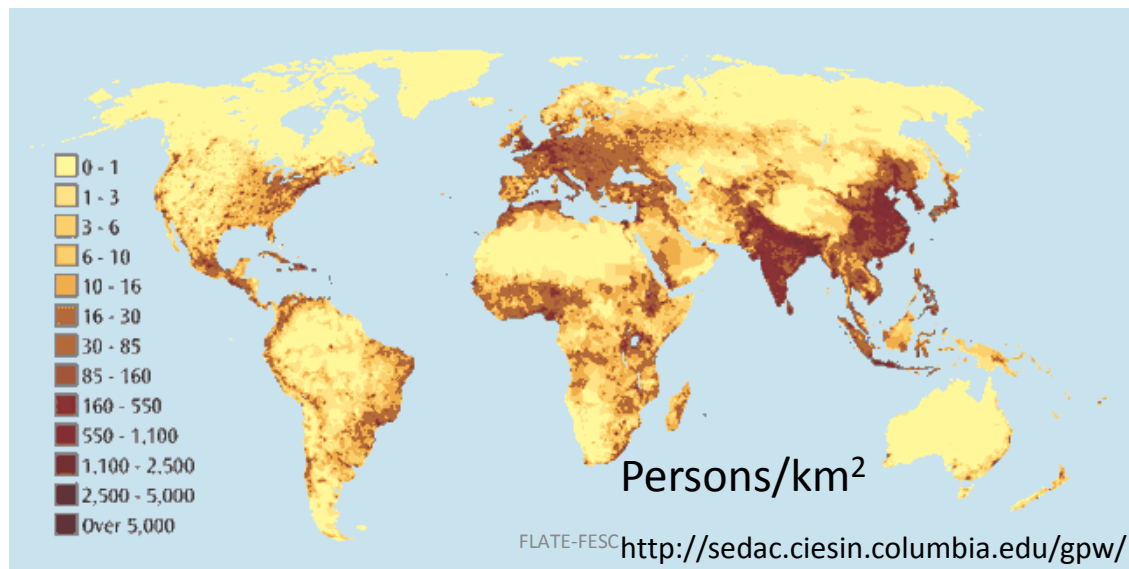 0 - 1
1 - 3
3 - 6
6 - 10
10 - 16
16 - 30
30 - 85
85 - 160
160 - 550
550 - 1,100
1,100 - 2,500
2,500 - 5,000
Over 5,000
Persons/km²
FLATE-FESC http://sedac.ciesin.columbia.edu/gpw/